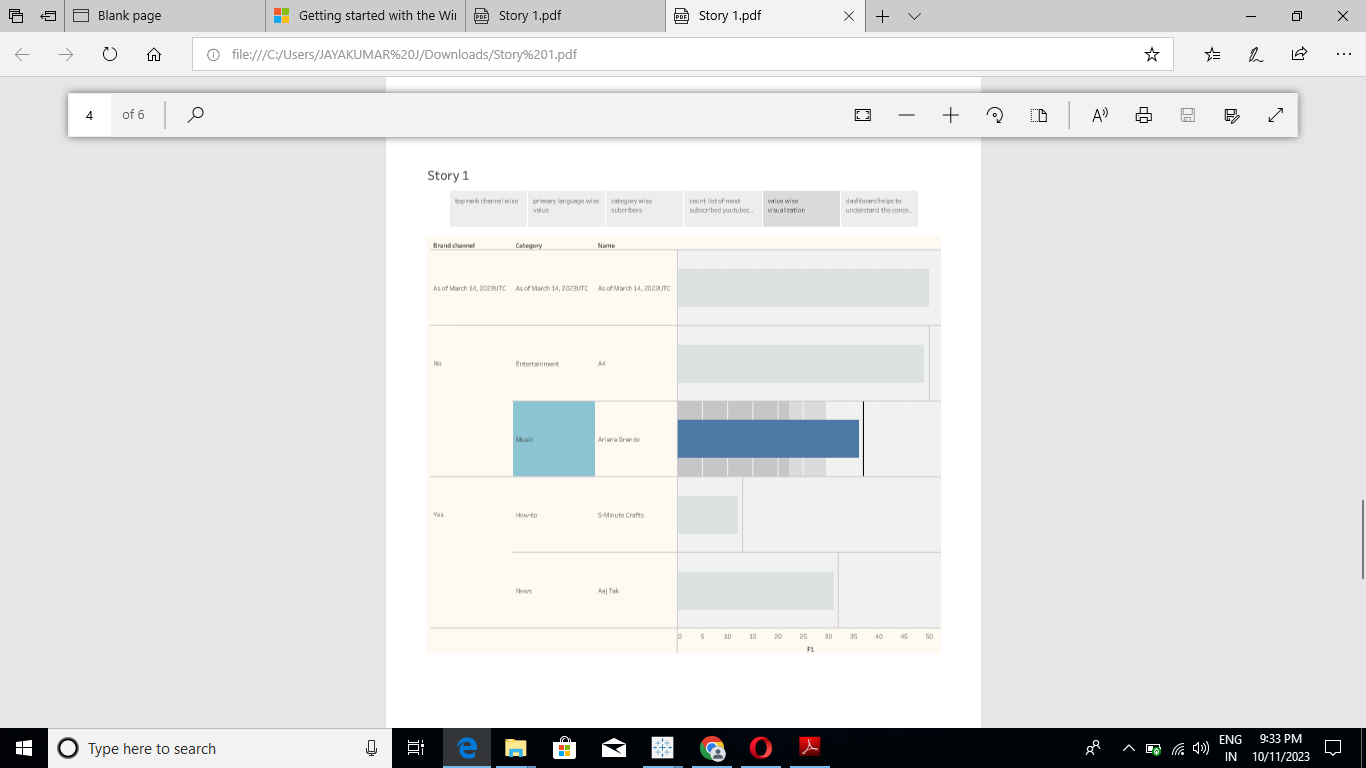 Blank page
Getting started with the Wi
Story 1.pdf
Story 1.pdf
file:///C:/Users/JAYAKUMAR%20J/Downloads/Story%201.pdf
4 of 6
Story 1
top rank channel wise
primary language wise
value
category wise
subcribers
count list of most
subscribed youtuber..
value wise
visualization
dashboard helps to
understand the conce..
Brand channel Category Name
As of March 14, 2023UTC As of March 14, 2023UTC As of March 14, 2023UTC
No Entertainment A4
Music Ariana Grande
Yes How-to 5-Minute Crafts
News Aaj Tak
0 5 10 15 20 25 30 35 40 45 50
F1
Type here to search
ENG
IN
9:33 PM
10/11/2023